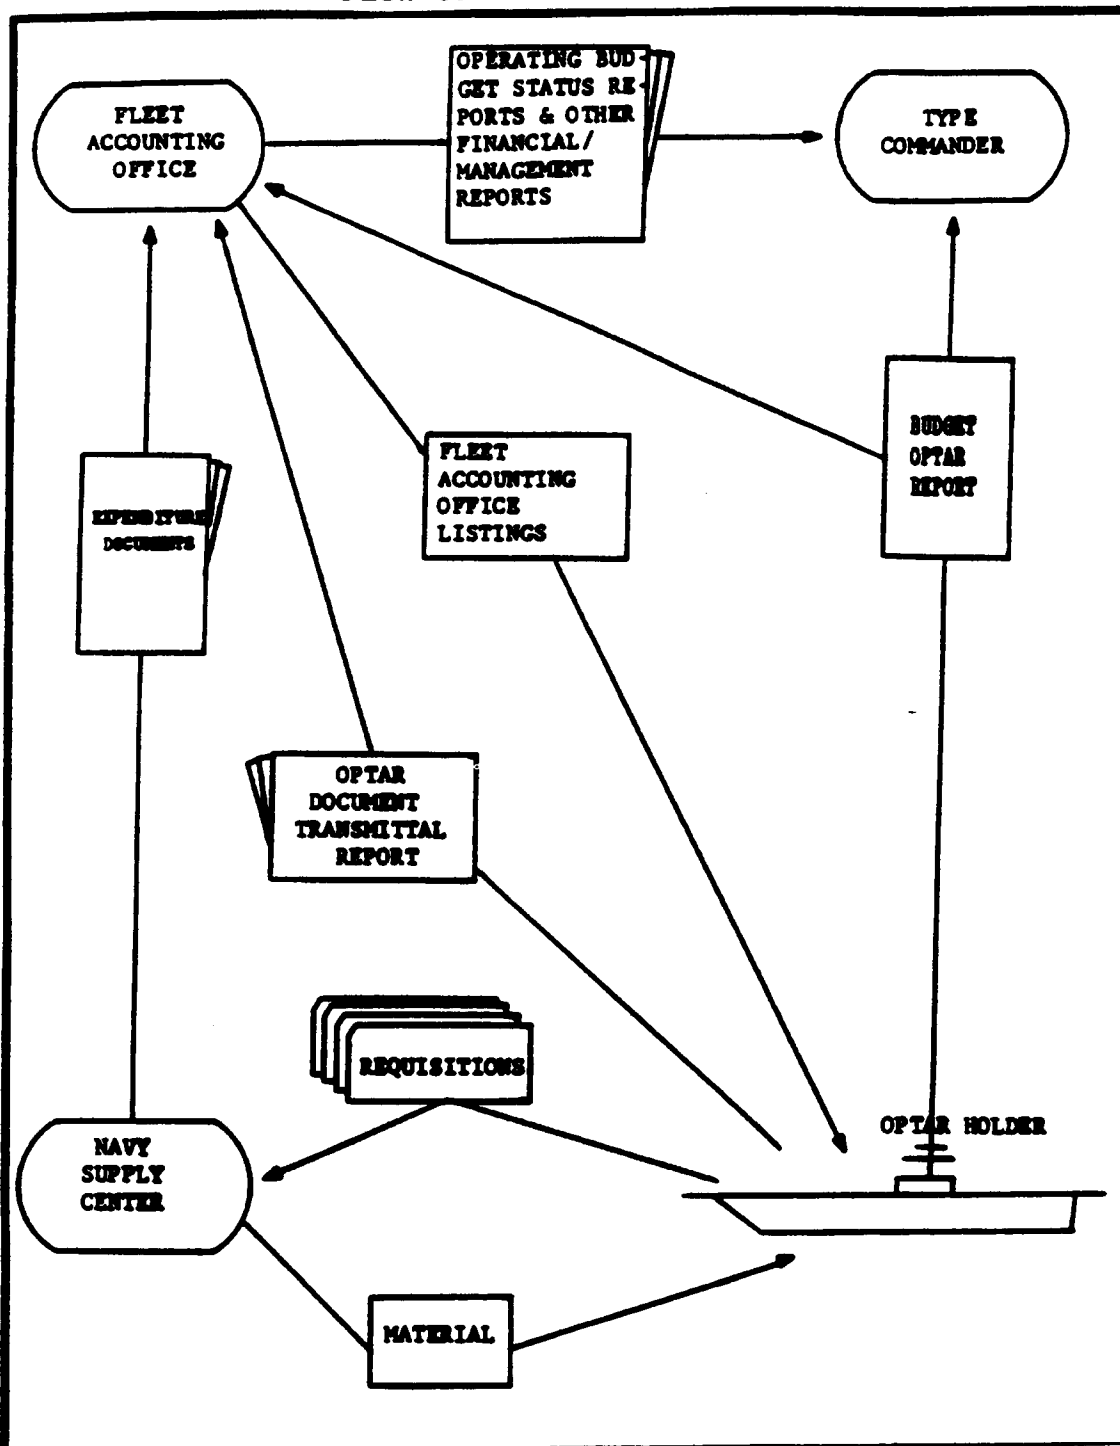 FLEET
ACCOUNTING
OFFICE
OPERATING BUD-
GET STATUS RE-
PORTS & OTHER
FINANCIAL/
MANAGEMENT
REPORTS
TYPE
COMMANDER
BUDGET
OPTAR
REPORT
FLEET
ACCOUNTING
OFFICE
LISTINGS
EXPENDITURE
DOCUMENTS
OPTAR
DOCUMENT
TRANSMITTAL
REPORT
REQUISITIONS
OPTAR HOLDER
NAVY
SUPPLY
CENTER
MATERIAL